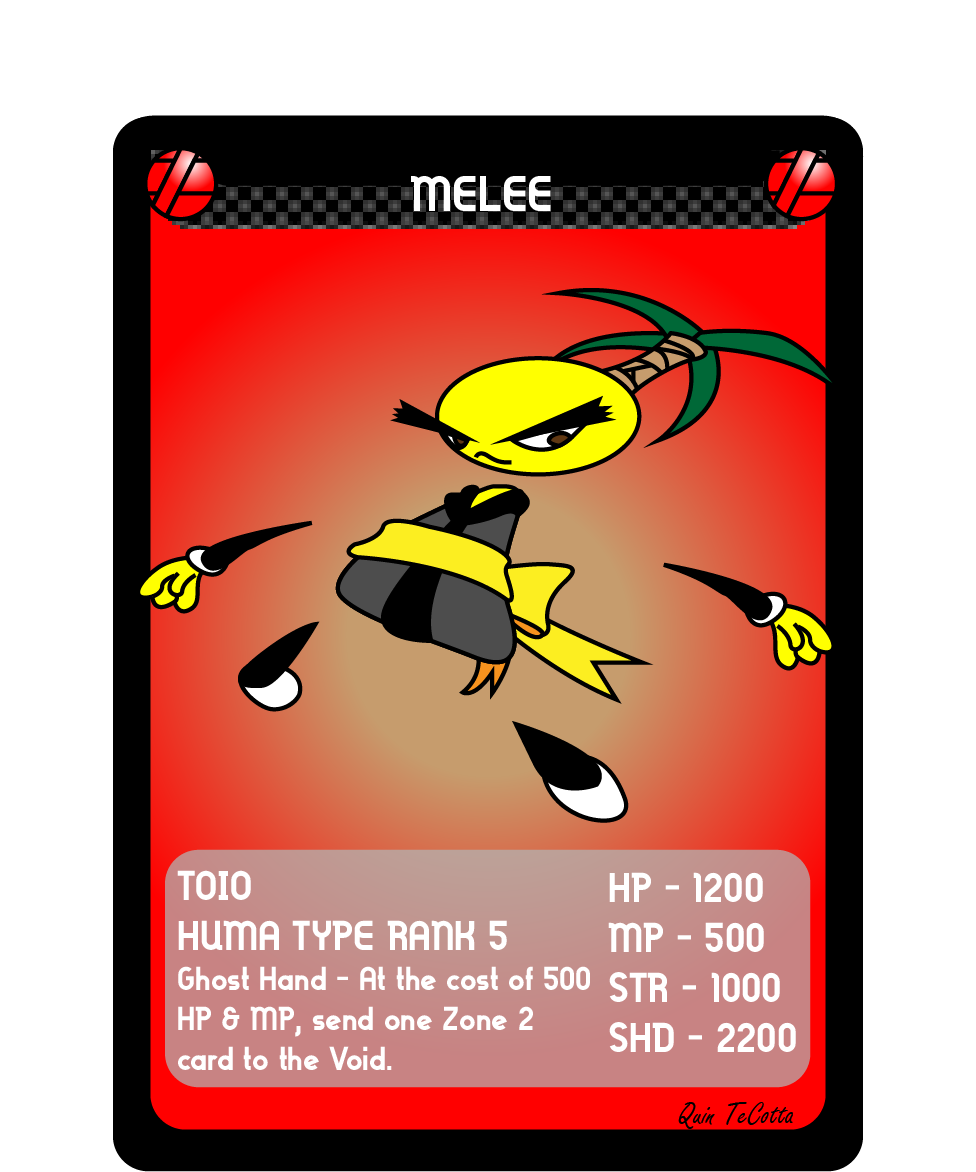 MELEE
TOIO
HUMA TYPE RANK 5
Ghost Hand - At the cost of 500
HP & MP, send one Zone 2
card to the Void.
HP - 1200
MP - 500
STR - 1000
SHD - 2200
Quin TeCotta